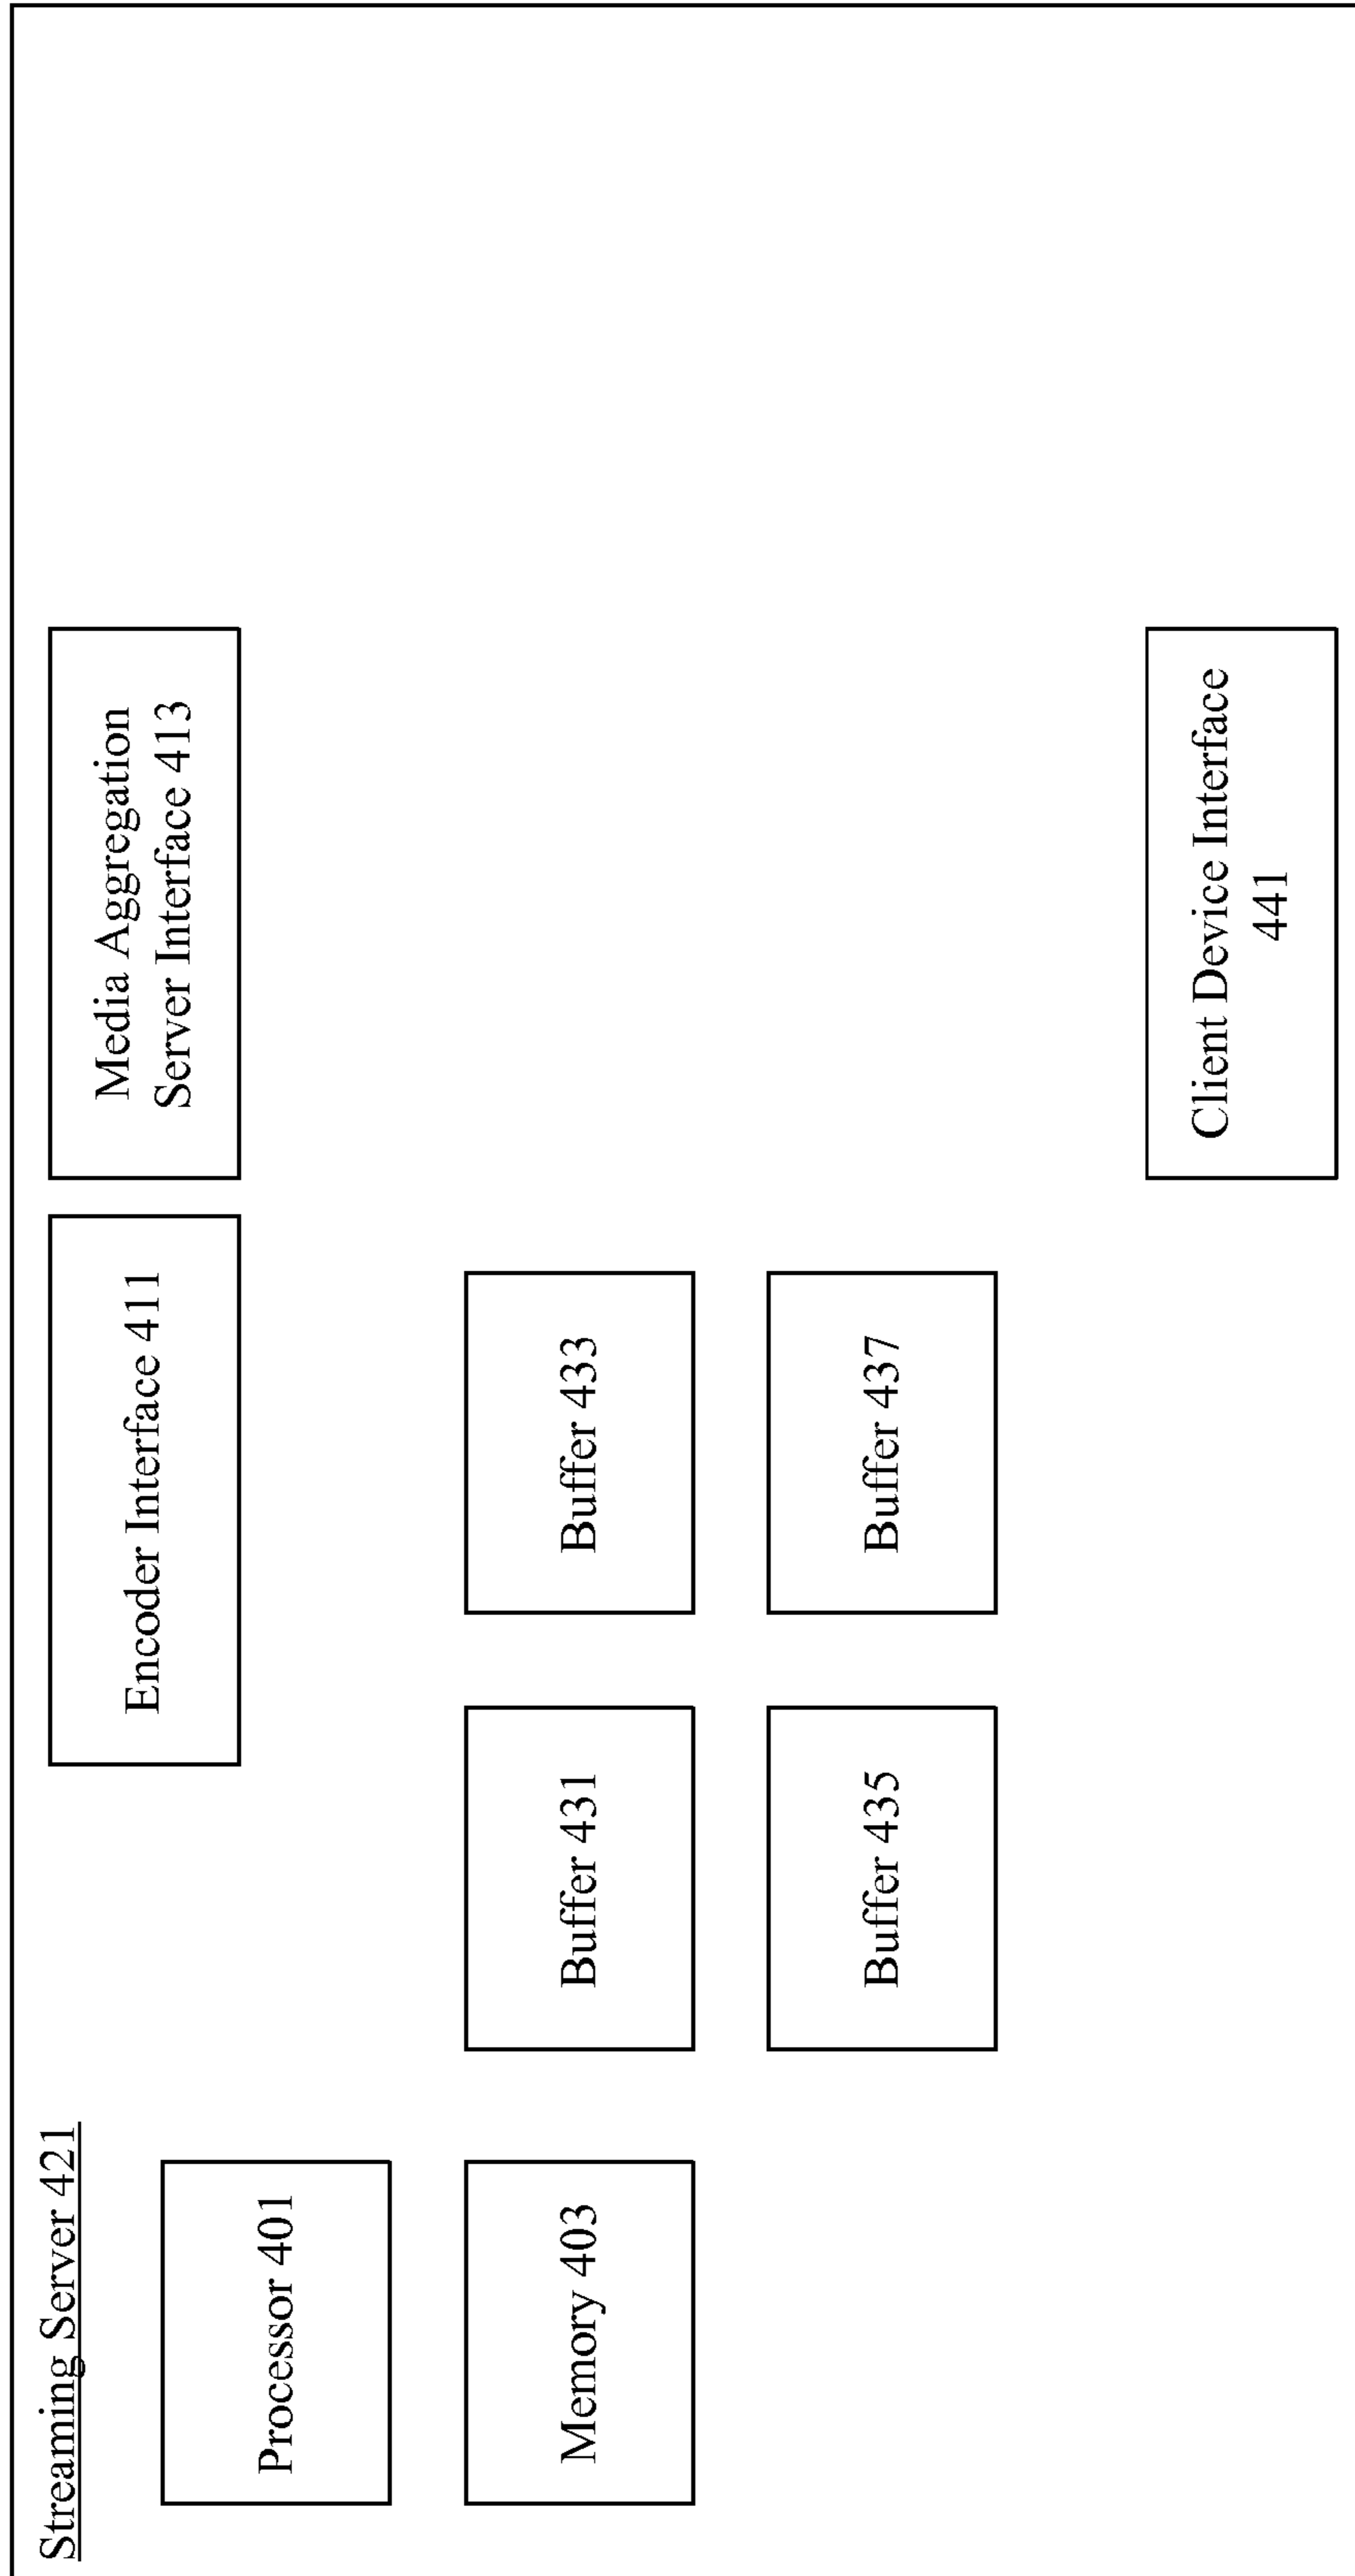 Streaming Server 421
Encoder Interface 411
Media Aggregation
Server Interface 413
Processor 401
Memory 403
Buffer 431
Buffer 433
Buffer 435
Buffer 437
Client Device Interface
441